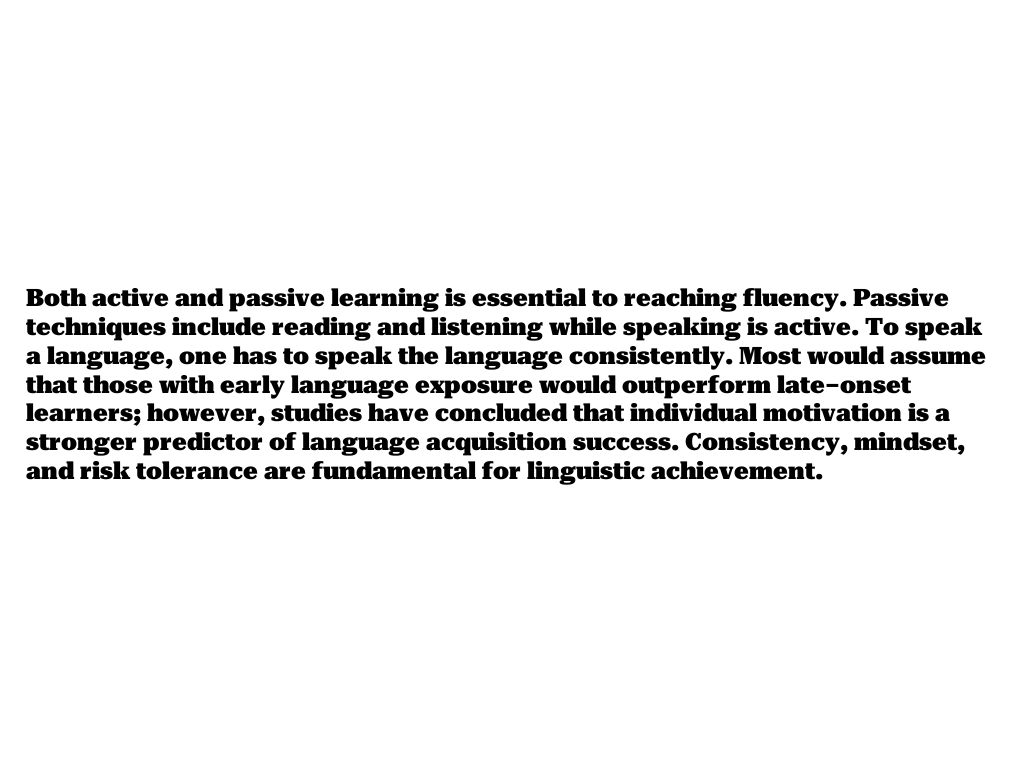 Both active and passive learning is essential to reaching fluency. Passive
techniques include reading and listening while speaking is active. To speak
a language, one has to speak the language consistently. Most would assume
that those with early language exposure would outperform late-onset
learners; however, studies have concluded that individual motivation is a
stronger predictor of language acquisition success. Consistency, mindset,
and risk tolerance are fundamental for linguistic achievement.